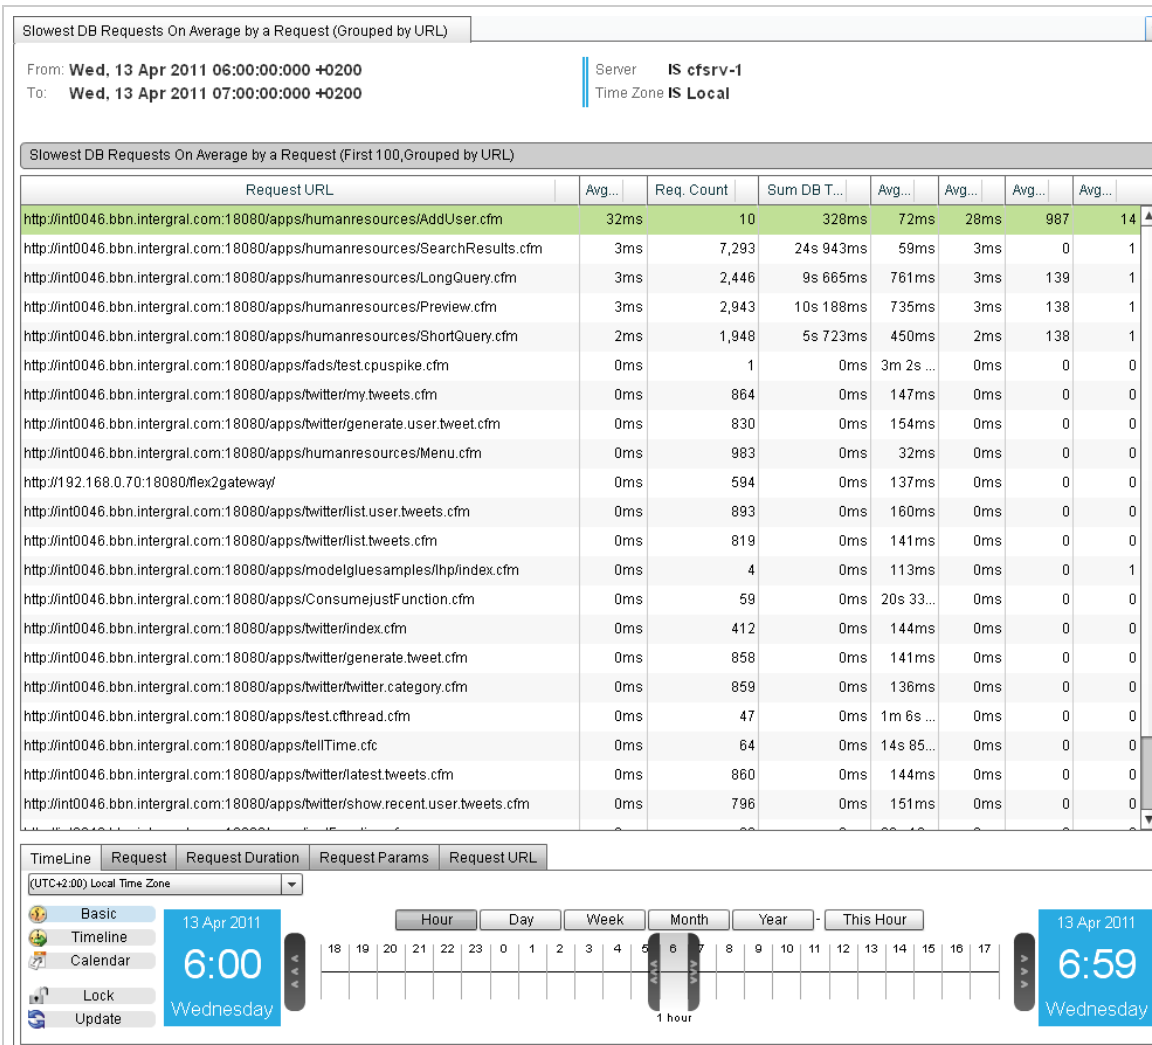 Slowest DB Requests On Average by a Request (Grouped by URL)
From: Wed, 13 Apr 2011 06:00:00:000 +0200 Server IS cfsrv-1
To: Wed, 13 Apr 2011 07:00:00:000 +0200 Time Zone IS Local
Slowest DB Requests On Average by a Request (First 100,Grouped by URL)
Request URL Avg... Req. Count Sum DB T... Avg... Avg... Avg... Avg...
http://int0046.bbn.intergral.com:18080/apps/humanresources/AddUser.cfm 32ms 10 328ms 72ms 28ms 987 14
http://int0046.bbn.intergral.com:18080/apps/humanresources/SearchResults.cfm 3ms 7,293 24s 943ms 59ms 3ms 0 1
http://int0046.bbn.intergral.com:18080/apps/humanresources/LongQuery.cfm 3ms 2,446 9s 665ms 761ms 3ms 139 1
http://int0046.bbn.intergral.com:18080/apps/humanresources/Preview.cfm 3ms 2,943 10s 188ms 735ms 3ms 138 1
http://int0046.bbn.intergral.com:18080/apps/humanresources/ShortQuery.cfm 2ms 1,948 5s 723ms 450ms 2ms 138 1
http://int0046.bbn.intergral.com:18080/apps/fads/test.cpuspike.cfm 0ms 1 0ms 3m 2s ... 0ms 0 0
http://int0046.bbn.intergral.com:18080/apps/twitter/my.tweets.cfm 0ms 864 0ms 147ms 0ms 0 0
http://int0046.bbn.intergral.com:18080/apps/twitter/generate.user.tweet.cfm 0ms 830 0ms 154ms 0ms 0 0
http://int0046.bbn.intergral.com:18080/apps/humanresources/Menu.cfm 0ms 983 0ms 32ms 0ms 0 0
http://192.168.0.70:18080/flex2gateway/ 0ms 594 0ms 137ms 0ms 0 0
http://int0046.bbn.intergral.com:18080/apps/twitter/list.user.tweets.cfm 0ms 893 0ms 160ms 0ms 0 0
http://int0046.bbn.intergral.com:18080/apps/twitter/list.tweets.cfm 0ms 819 0ms 141ms 0ms 0 0
http://int0046.bbn.intergral.com:18080/apps/modelgluesamples/lhp/index.cfm 0ms 4 0ms 113ms 0ms 0 1
http://int0046.bbn.intergral.com:18080/apps/ConsumejustFunction.cfm 0ms 59 0ms 20s 33... 0ms 0 0
http://int0046.bbn.intergral.com:18080/apps/twitter/index.cfm 0ms 412 0ms 144ms 0ms 0 0
http://int0046.bbn.intergral.com:18080/apps/twitter/generate.tweet.cfm 0ms 858 0ms 141ms 0ms 0 0
http://int0046.bbn.intergral.com:18080/apps/twitter/twitter.category.cfm 0ms 859 0ms 136ms 0ms 0 0
http://int0046.bbn.intergral.com:18080/apps/test.cfthread.cfm 0ms 47 0ms 1m 6s ... 0ms 0 0
http://int0046.bbn.intergral.com:18080/apps/tellTime.cfc 0ms 64 0ms 14s 85... 0ms 0 0
http://int0046.bbn.intergral.com:18080/apps/twitter/latest.tweets.cfm 0ms 860 0ms 144ms 0ms 0 0
http://int0046.bbn.intergral.com:18080/apps/twitter/show.recent.user.tweets.cfm 0ms 796 0ms 151ms 0ms 0 0
TimeLine Request Request Duration Request Params Request URL
(UTC+2:00) Local Time Zone
Basic
Timeline
Calendar
Lock
Update
13 Apr 2011
6:00
Wednesday
Hour Day Week Month Year - This Hour
18 19 20 21 22 23 0 1 2 3 4 5 6 7 8 9 10 11 12 13 14 15 16 17
1 hour
13 Apr 2011
6:59
Wednesday